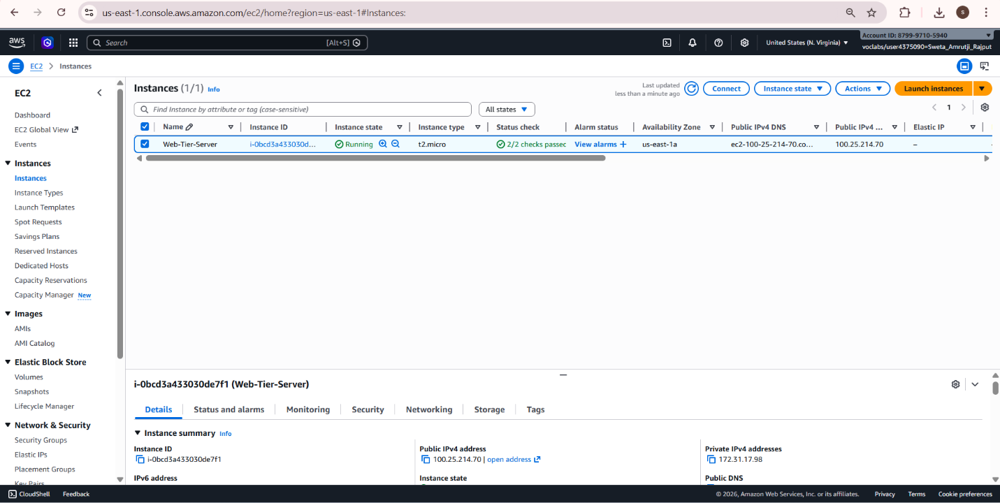 us-east-1.console.aws.amazon.com/ec2/home?region=us-east-1#Instances:
S
aws
Search [Alt+S]
United States (N. Virginia)
Account ID: 8799-9710-5940
voclabs/user4375090=Sweta_Amrutji_Rajput
EC2 Instances
EC2
Dashboard
EC2 Global View
Events
Instances
Instances
Instance Types
Launch Templates
Spot Requests
Savings Plans
Reserved Instances
Dedicated Hosts
Capacity Reservations
Capacity Manager New
Images
AMIs
AMI Catalog
Elastic Block Store
Volumes
Snapshots
Lifecycle Manager
Network & Security
Security Groups
Elastic IPs
Placement Groups
Key Pairs
Instances (1/1) Info
Last updated
less than a minute ago
Connect Instance state Actions Launch instances
Find Instance by attribute or tag (case-sensitive) All states 1
Name Instance ID Instance state Instance type Status check Alarm status Availability Zone Public IPv4 DNS Public IPv4 ... Elastic IP
Web-Tier-Server i-0bcd3a433030d... Running t2.micro 2/2 checks passec View alarms + us-east-1a ec2-100-25-214-70.co... 100.25.214.70 –
i-0bcd3a433030de7f1 (Web-Tier-Server)
Details Status and alarms Monitoring Security Networking Storage Tags
Instance summary Info
Instance ID
i-0bcd3a433030de7f1
Public IPv4 address
100.25.214.70 | open address
Private IPv4 addresses
172.31.17.98
IPv6 address
Instance state
Public DNS
CloudShell Feedback © 2026, Amazon Web Services, Inc. or its affiliates. Privacy Terms Cookie preferences